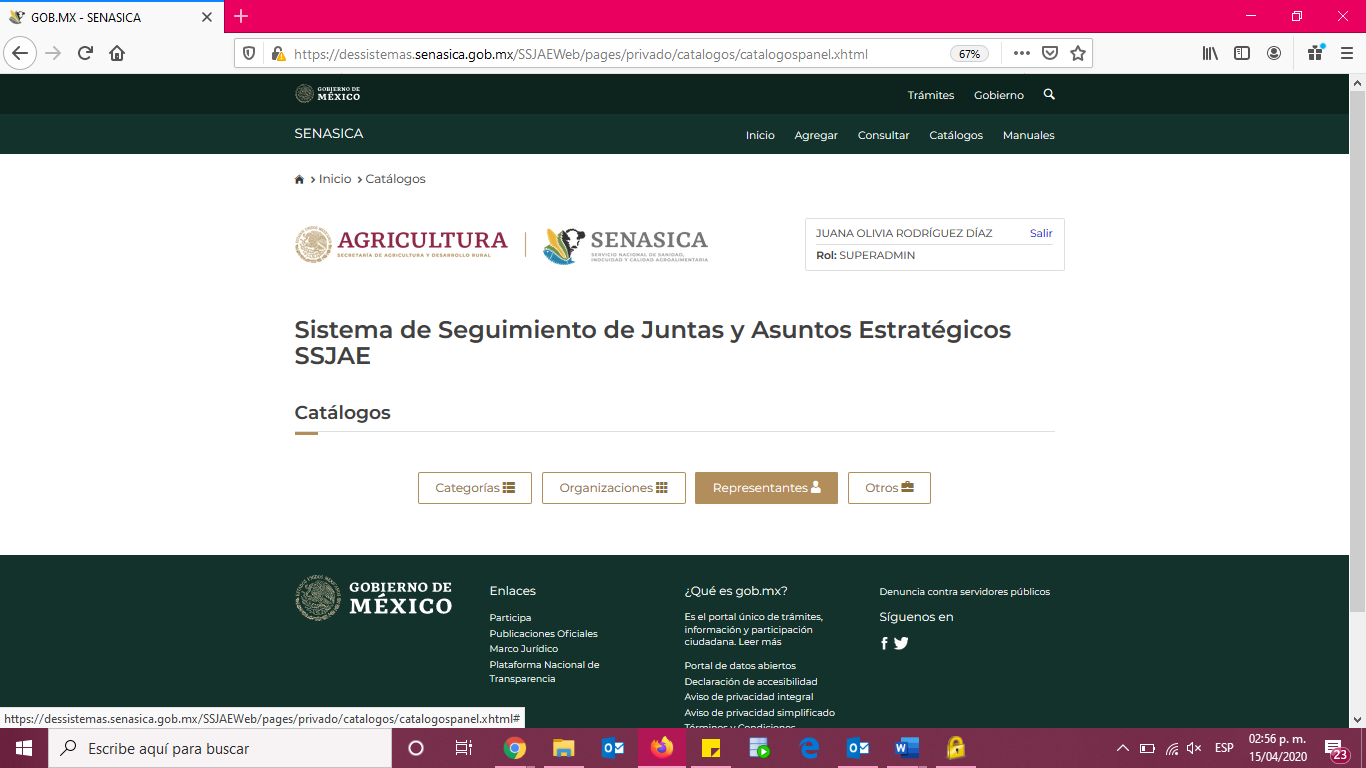 GOB.MX - SENASICA
https://dessistemas.senasica.gob.mx/SSJAEWeb/pages/privado/catalogos/catalogospanel.xhtml
67%
GOBIERNO DE
MÉXICO
Trámites Gobierno
SENASICA
Inicio Agregar Consultar Catálogos Manuales
Inicio Catálogos
AGRICULTURA
SECRETARÍA DE AGRICULTURA Y DESARROLLO RURAL
SENASICA
SERVICIO NACIONAL DE SANIDAD,
INOCUIDAD Y CALIDAD AGROALIMENTARIA
JUANA OLIVIA RODRÍGUEZ DÍAZ Salir
Rol: SUPERADMIN
Sistema de Seguimiento de Juntas y Asuntos Estratégicos
SSJAE
Catálogos
Categorías Organizaciones Representantes Otros
GOBIERNO DE
MÉXICO
Enlaces
Participa
Publicaciones Oficiales
Marco Jurídico
Plataforma Nacional de
Transparencia
¿Qué es gob.mx?
Es el portal único de trámites,
información y participación
ciudadana. Leer más
Portal de datos abiertos
Declaración de accesibilidad
Aviso de privacidad integral
Aviso de privacidad simplificado
Términos y Condiciones
Denuncia contra servidores públicos
Síguenos en
https://dessistemas.senasica.gob.mx/SSJAEWeb/pages/privado/catalogos/catalogospanel.xhtml#
Escribe aquí para buscar
ESP
02:56 p. m.
15/04/2020
23